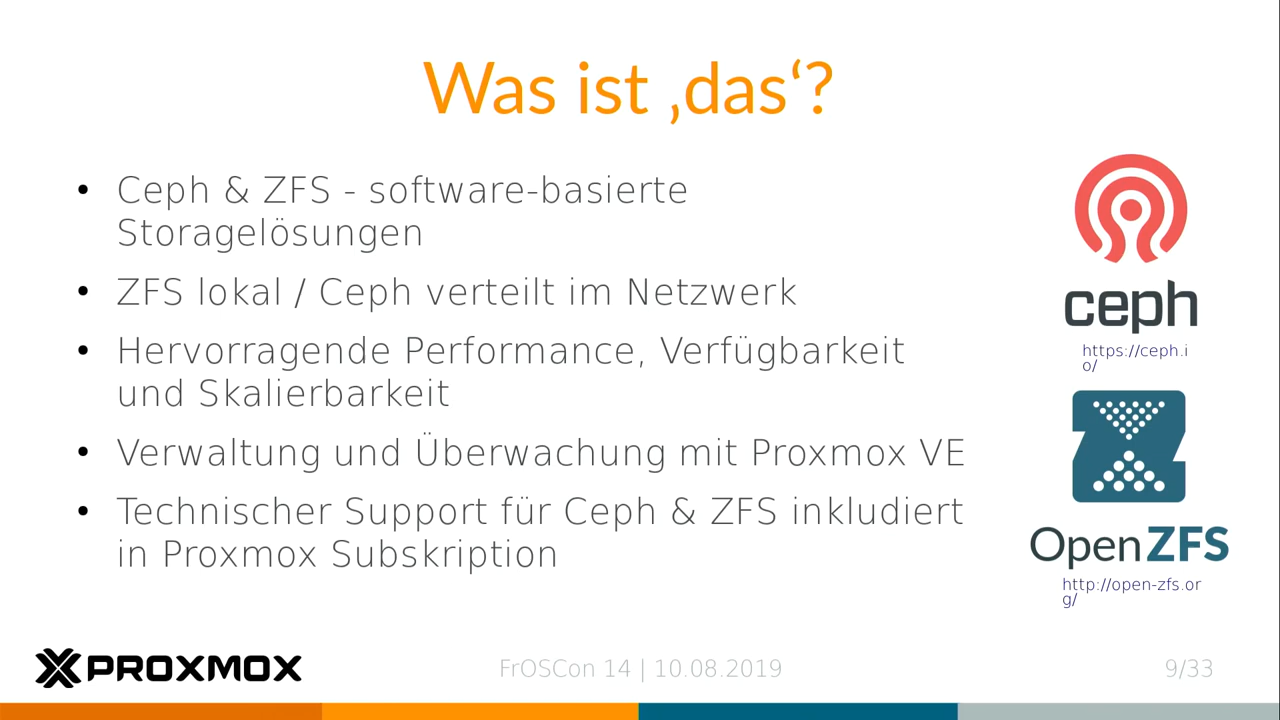 Was ist ‚das‘?
• Ceph & ZFS - software-basierte
Storagelösungen
• ZFS lokal / Ceph verteilt im Netzwerk
• Hervorragende Performance, Verfügbarkeit
und Skalierbarkeit
• Verwaltung und Überwachung mit Proxmox VE
• Technischer Support für Ceph & ZFS inkludiert
in Proxmox Subskription
ceph
https://ceph.i
o/
OpenZFS
http://open-zfs.or
g/
PROXMOX
FrOSCon 14 | 10.08.2019
9/33